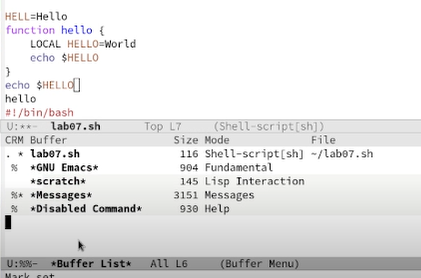 HELL=Hello
function hello {
LOCAL HELLO=World
echo $HELLO
}
echo $HELLO
hello
#!/bin/bash
U:**- lab07.sh Top L7 (Shell-script[sh])
CRM Buffer Size Mode File
. * lab07.sh 116 Shell-script[sh] ~/lab07.sh
% *GNU Emacs* 904 Fundamental
*scratch* 145 Lisp Interaction
%* *Messages* 3151 Messages
% *Disabled Command* 930 Help
U:%%- *Buffer List* All L6 (Buffer Menu)
Mark set